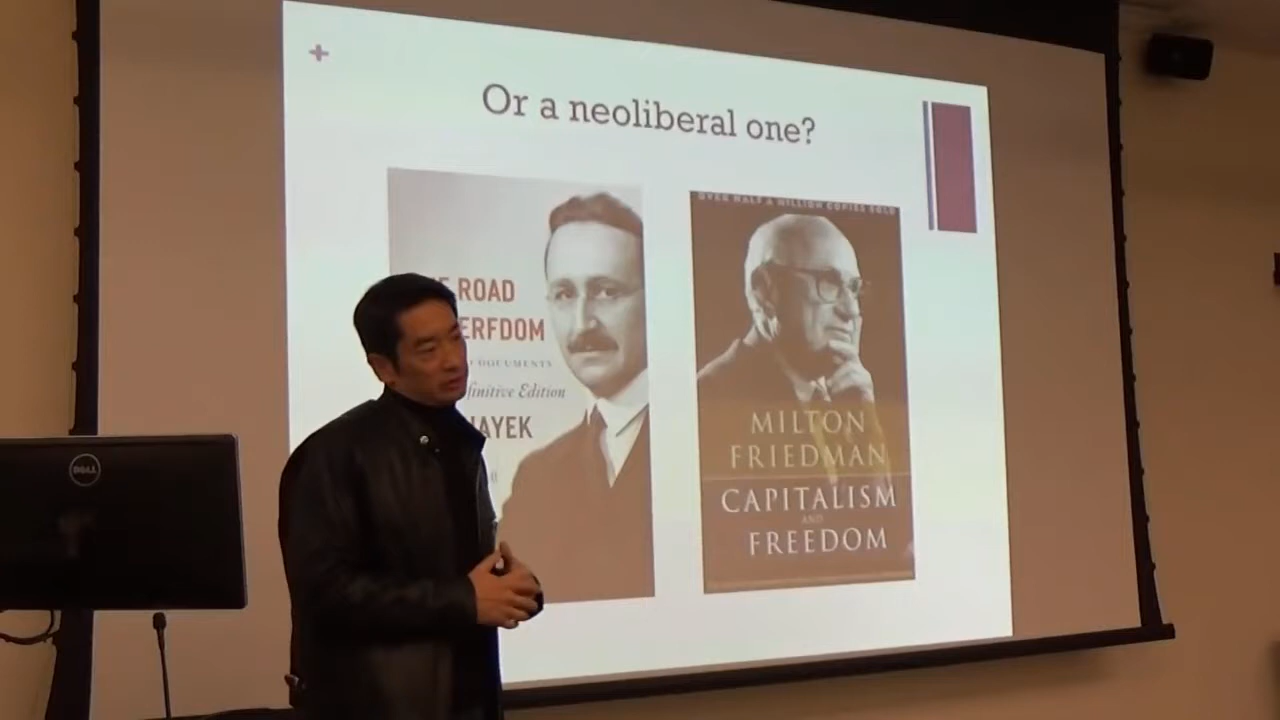 Or a neoliberal one?
ROAD
ERFDOM
DOCUMENTS
finitive Edition
HAYEK
OVER HALF A MILLION COPIES SOLD
MILTON
FRIEDMAN
CAPITALISM
AND
FREEDOM
DELL